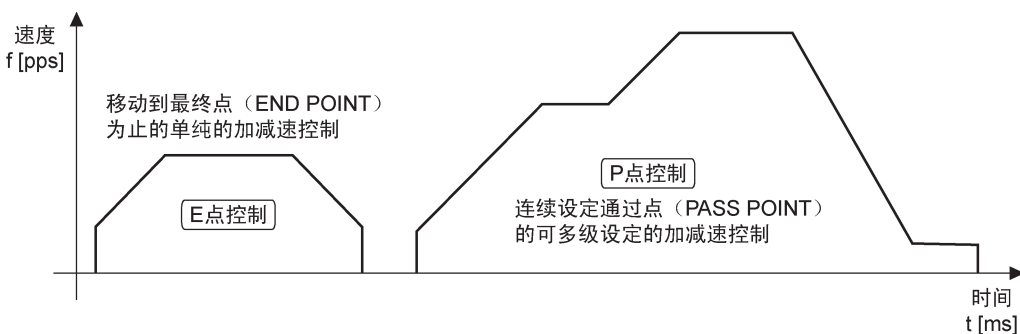 速度
f [pps]
移动到最终点（END POINT）
为止的单纯的加减速控制
E点控制
P点控制
连续设定通过点（PASS POINT）
的可多级设定的加减速控制
时间
t [ms]